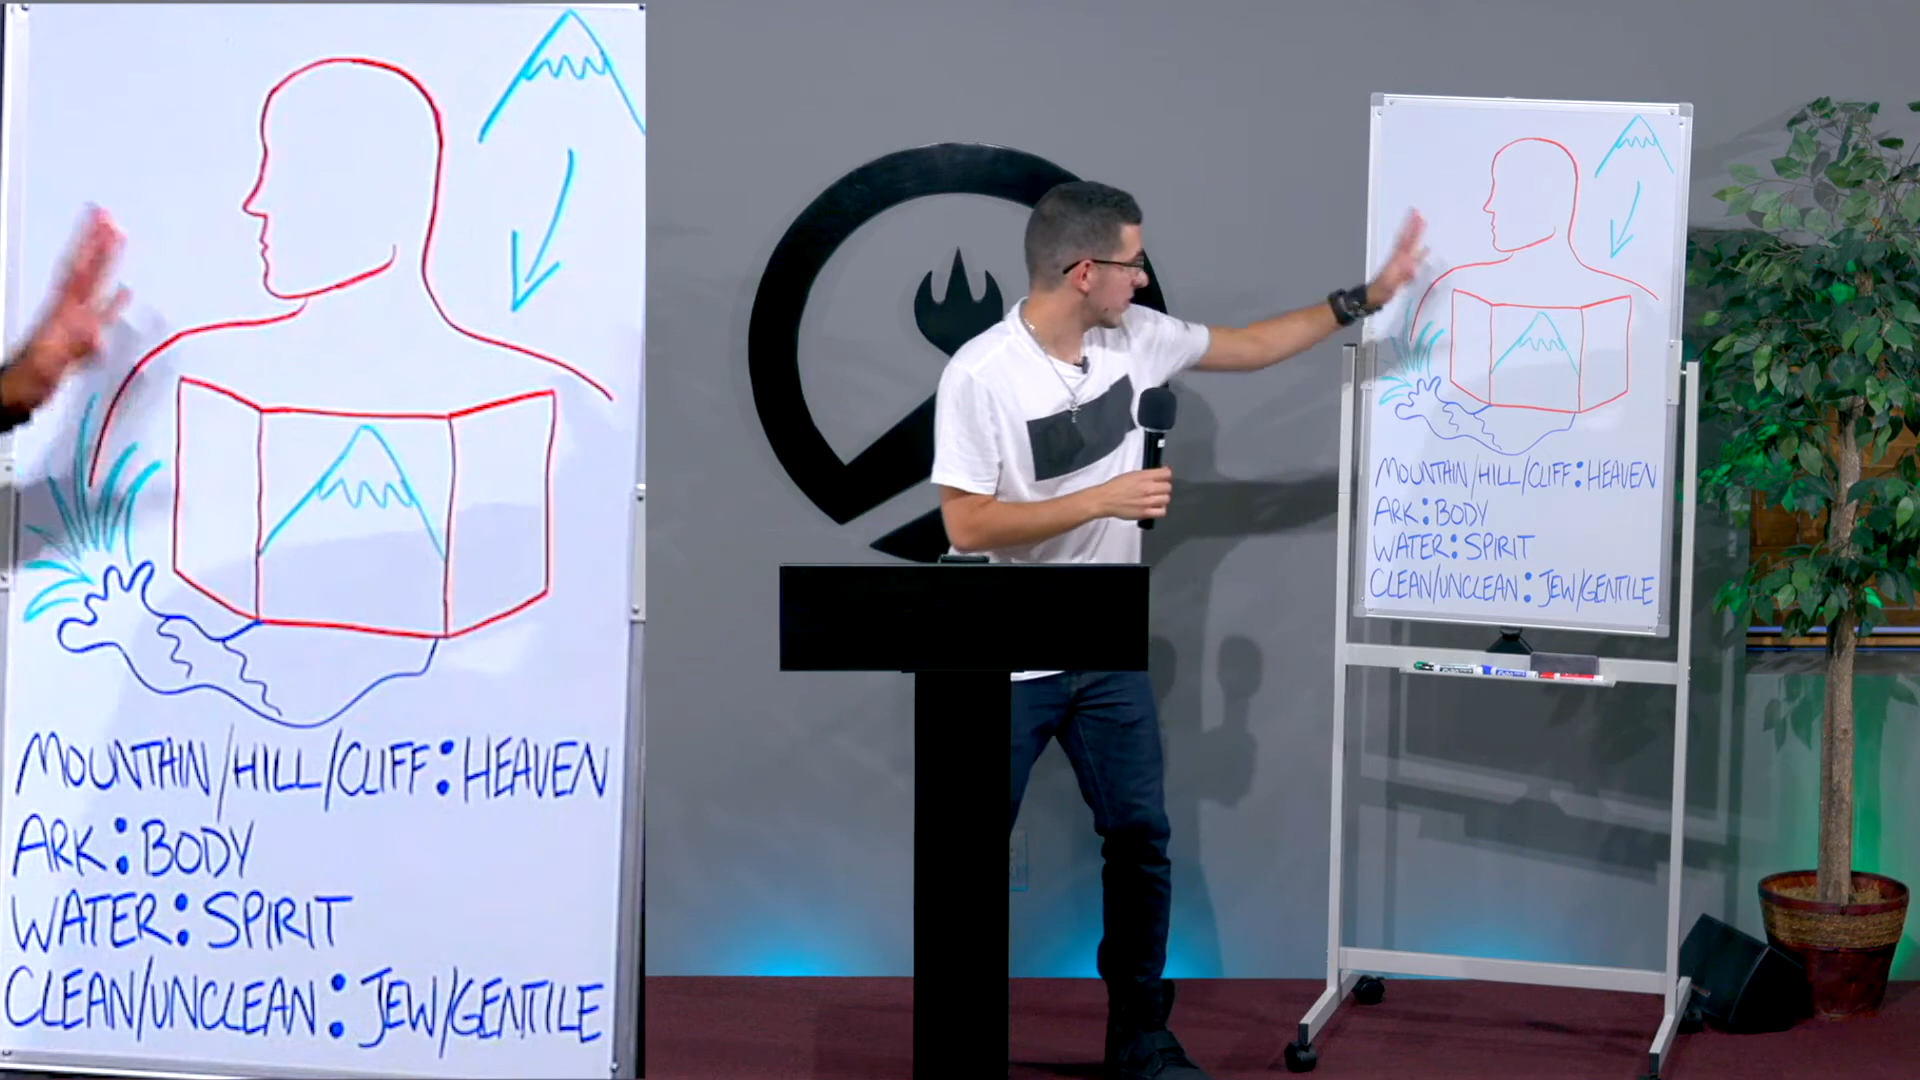 MOUNTAIN/HILL/CLIFF:HEAVEN
ARK:BODY
WATER:SPIRIT
CLEAN/UNCLEAN:JEW/GENTILE
MOUNTAIN/HILL/CLIFF:HEAVEN
ARK:BODY
WATER:SPIRIT
CLEAN/UNCLEAN:JEW/GENTILE